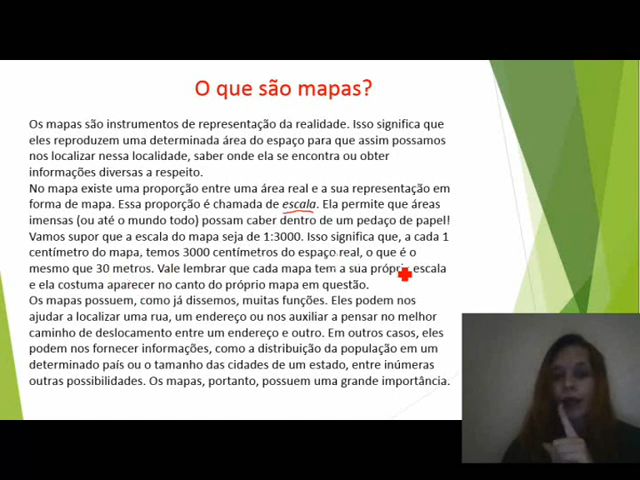 O que são mapas?
Os mapas são instrumentos de representação da realidade. Isso significa que
eles reproduzem uma determinada área do espaço para que assim possamos
nos localizar nessa localidade, saber onde ela se encontra ou obter
informações diversas a respeito.
No mapa existe uma proporção entre uma área real e a sua representação em
forma de mapa. Essa proporção é chamada de escala. Ela permite que áreas
imensas (ou até o mundo todo) possam caber dentro de um pedaço de papel!
Vamos supor que a escala do mapa seja de 1:3000. Isso significa que, a cada 1
centímetro do mapa, temos 3000 centímetros do espaço real, o que é o
mesmo que 30 metros. Vale lembrar que cada mapa tem a sua própria escala
e ela costuma aparecer no canto do próprio mapa em questão.
Os mapas possuem, como já dissemos, muitas funções. Eles podem nos
ajudar a localizar uma rua, um endereço ou nos auxiliar a pensar no melhor
caminho de deslocamento entre um endereço e outro. Em outros casos, eles
podem nos fornecer informações, como a distribuição da população em um
determinado país ou o tamanho das cidades de um estado, entre inúmeras
outras possibilidades. Os mapas, portanto, possuem uma grande importância.